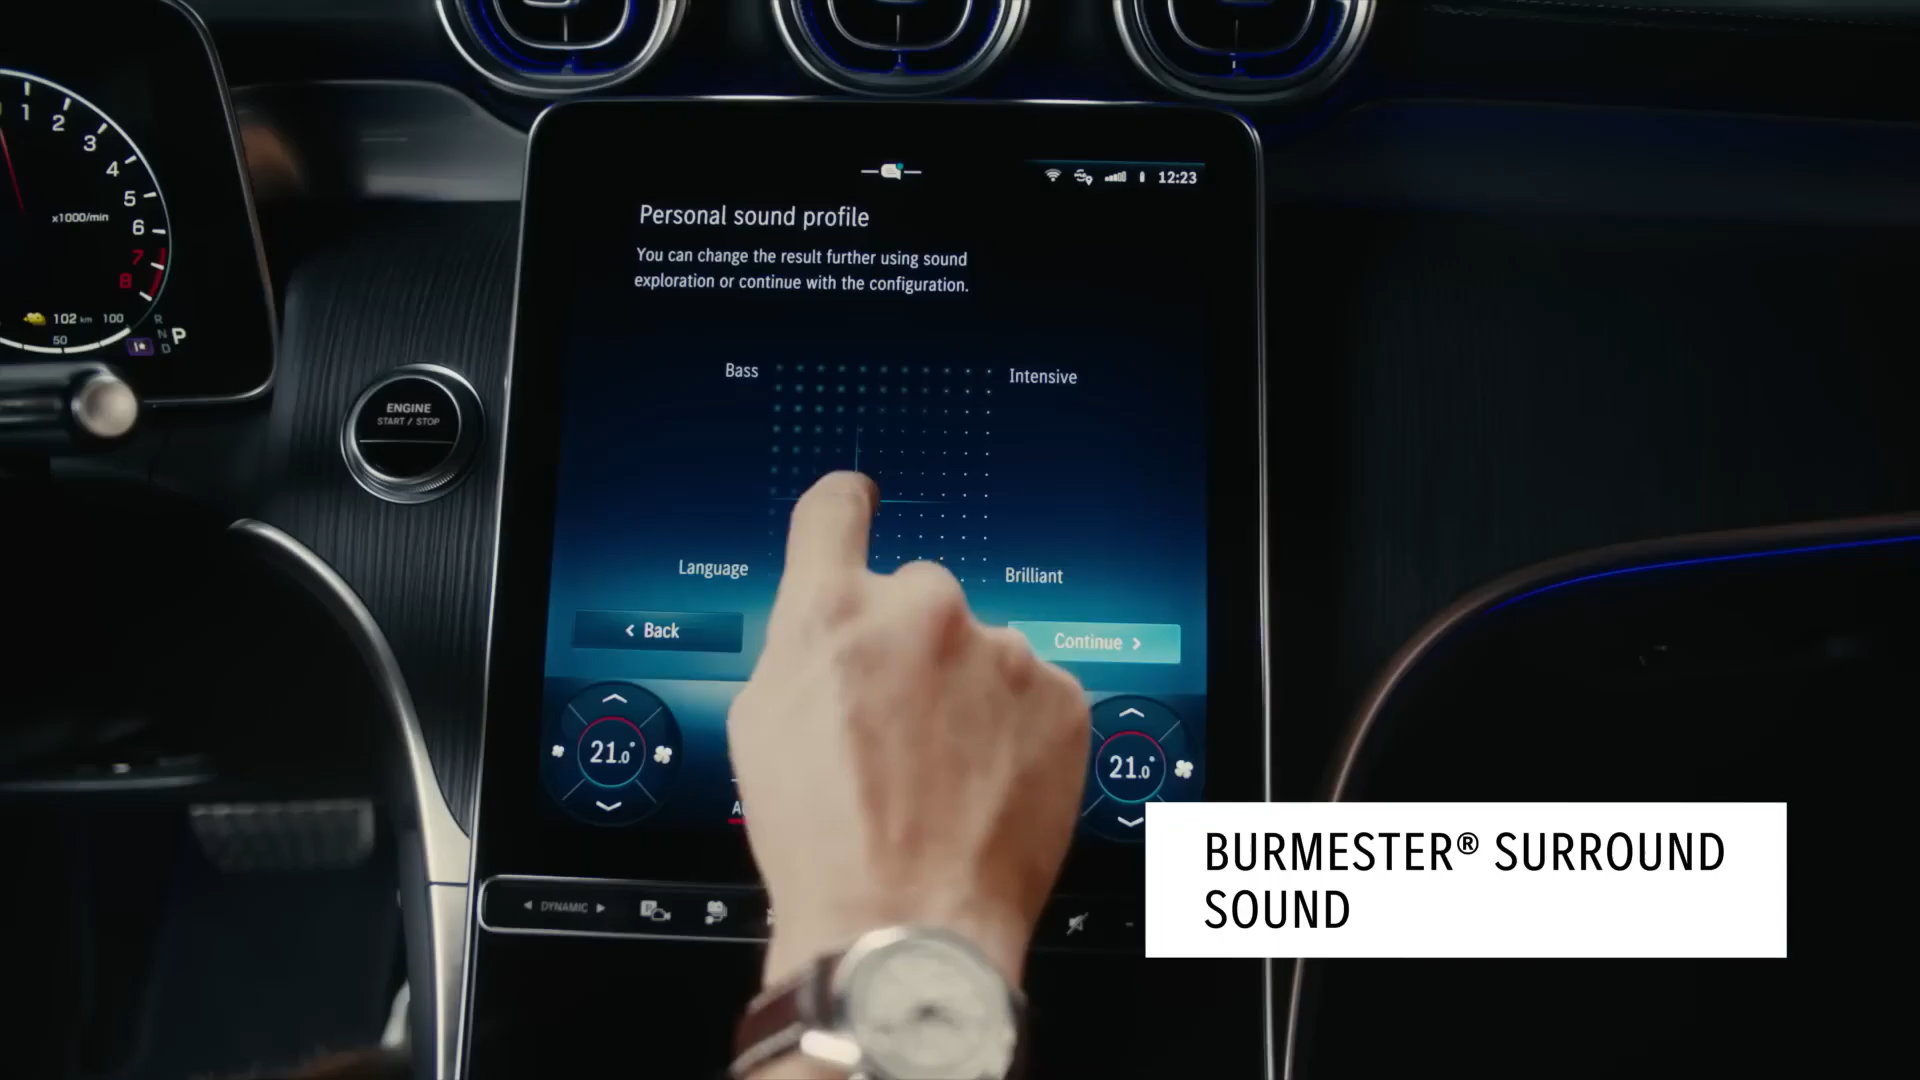 1
2
3
4
5
6
7
8
x1000/min
102 km 100
50
R
N P
D
ENGINE
START / STOP
12:23
Personal sound profile
You can change the result further using sound
exploration or continue with the configuration.
Bass
Intensive
Language
Brilliant
Back
Continue
21.0°
21.0°
DYNAMIC
BURMESTER® SURROUND
SOUND